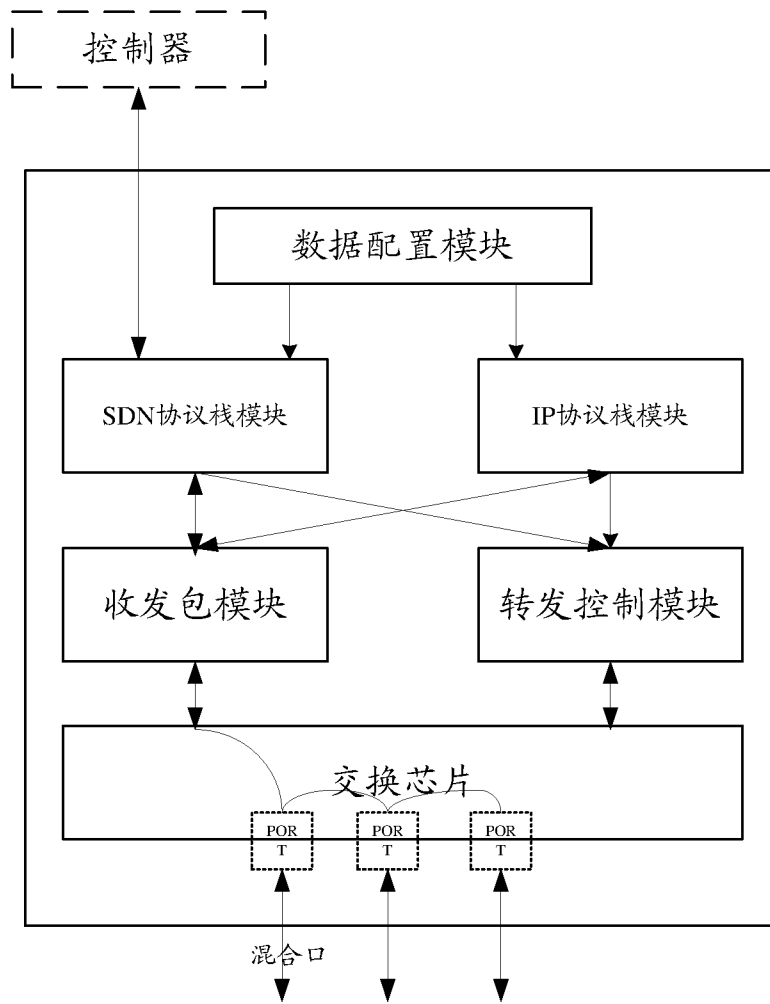 控制器
数据配置模块
SDN协议栈模块
IP协议栈模块
收发包模块
转发控制模块
交换芯片
POR
T
POR
T
POR
T
混合口